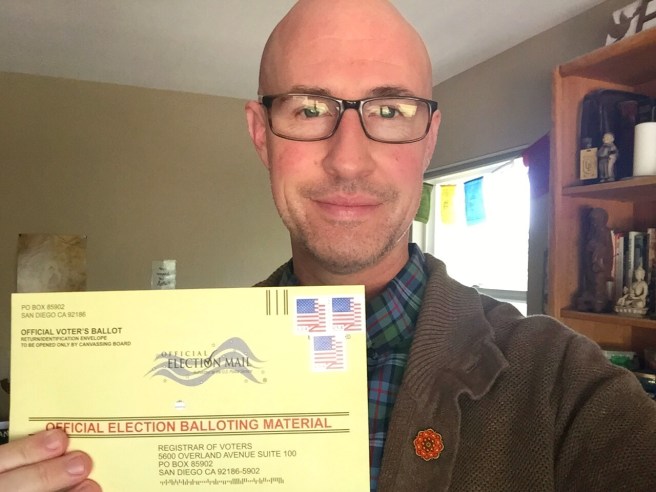 PO BOX 85902
SAN DIEGO CA 92186
OFFICIAL VOTER'S BALLOT
RETURN/IDENTIFICATION ENVELOPE
TO BE OPENED ONLY BY CANVASSING BOARD
OFFICIAL
ELECTION MAIL
OFFICIAL ELECTION BALLOTING MATERIAL
REGISTRAR OF VOTERS
5600 OVERLAND AVENUE SUITE 100
PO BOX 85902
SAN DIEGO CA 92186-5902